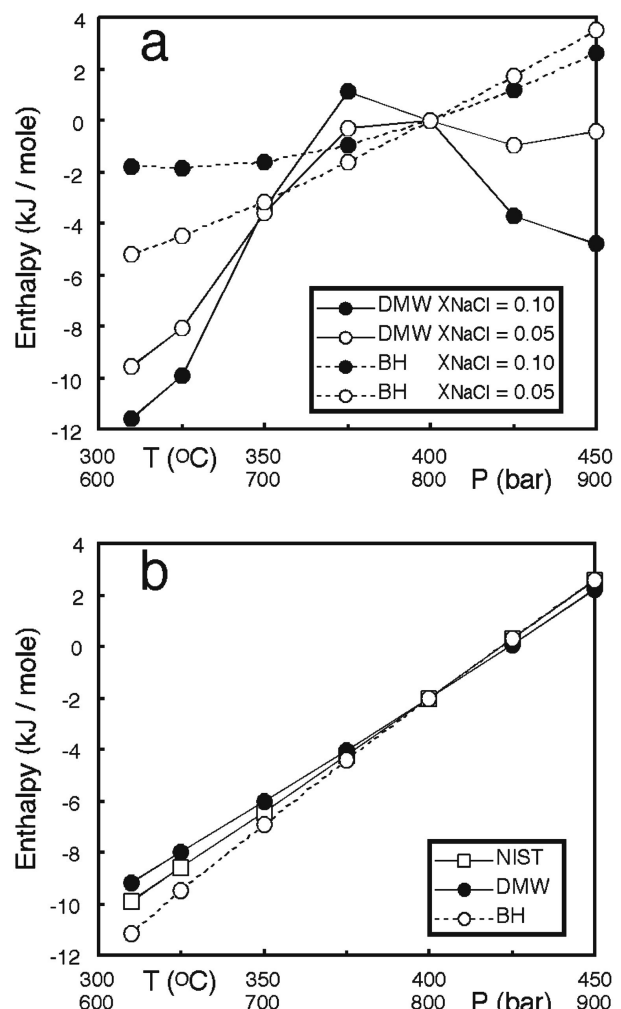 a
4
2
0
-2
-4
-6
-8
-10
-12
Enthalpy (kJ / mole)
DMW XNaCl = 0.10
DMW XNaCl = 0.05
BH XNaCl = 0.10
BH XNaCl = 0.05
300 T (°C) 350 400 450
600 700 800 P (bar) 900
b
4
2
0
-2
-4
-6
-8
-10
-12
Enthalpy (kJ / mole)
NIST
DMW
BH
300 T (°C) 350 400 450
600 700 800 P (bar) 900